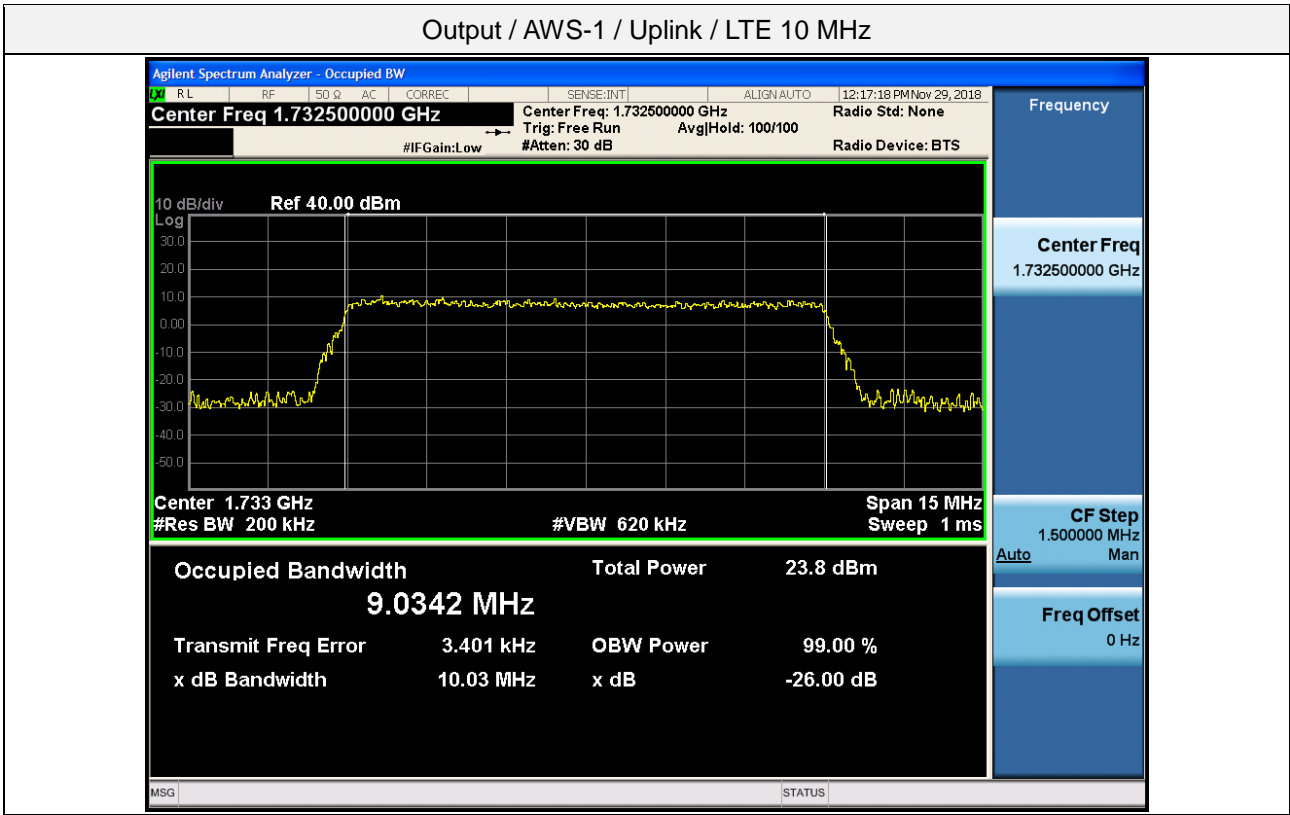 Output / AWS-1 / Uplink / LTE 10 MHz
Agilent Spectrum Analyzer - Occupied BW
LXI RL RF 50 Ω AC CORREC SENSE:INT ALIGN AUTO 12:17:18 PM Nov 29, 2018
Center Freq 1.732500000 GHz
Center Freq: 1.732500000 GHz
Radio Std: None
Trig: Free Run Avg|Hold: 100/100
#IFGain:Low #Atten: 30 dB
Radio Device: BTS
10 dB/div Ref 40.00 dBm
Log
30.0
20.0
10.0
0.00
-10.0
-20.0
-30.0
-40.0
-50.0
Center 1.733 GHz Span 15 MHz
#Res BW 200 kHz #VBW 620 kHz Sweep 1 ms
Occupied Bandwidth Total Power 23.8 dBm
9.0342 MHz
Transmit Freq Error 3.401 kHz OBW Power 99.00 %
x dB Bandwidth 10.03 MHz x dB -26.00 dB
Frequency
Center Freq
1.732500000 GHz
CF Step
1.500000 MHz
Auto Man
Freq Offset
0 Hz
MSG STATUS